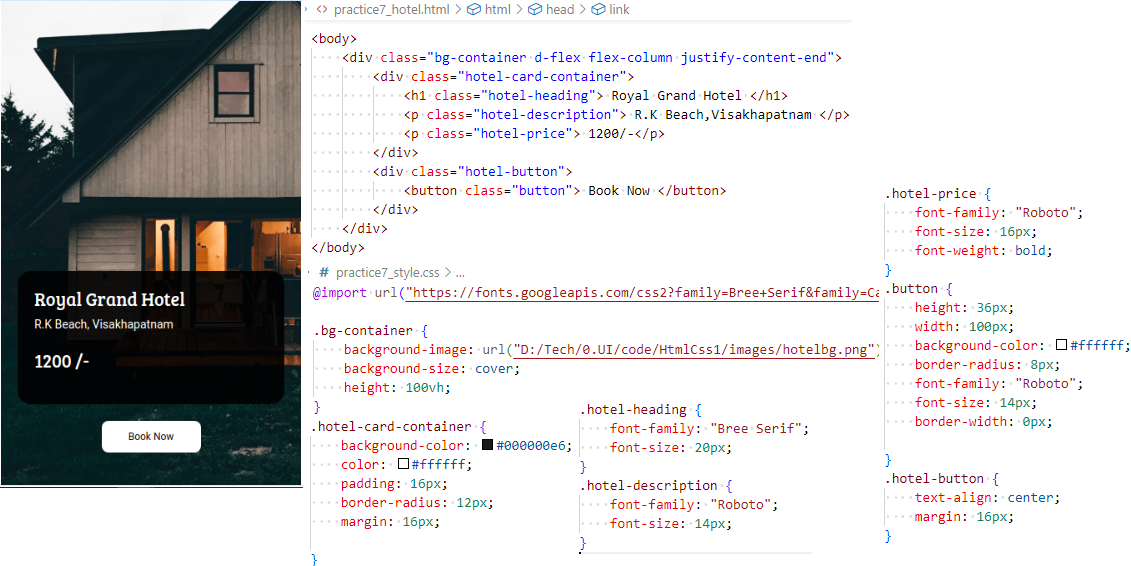 Royal Grand Hotel
R.K Beach, Visakhapatnam
1200 /-
Book Now
practice7_hotel.html > html > head > link
<body>
<div class="bg-container d-flex flex-column justify-content-end">
<div class="hotel-card-container">
<h1 class="hotel-heading"> Royal Grand Hotel </h1>
<p class="hotel-description"> R.K Beach,Visakhapatnam </p>
<p class="hotel-price"> 1200/-</p>
</div>
<div class="hotel-button">
<button class="button"> Book Now </button>
</div>
</div>
</body>
# practice7_style.css > ...
@import url("https://fonts.googleapis.com/css2?family=Bree+Serif&family=Ca
.bg-container {
background-image: url("D:/Tech/0.UI/code/HtmlCss1/images/hotelbg.png")
background-size: cover;
height: 100vh;
}
.hotel-card-container {
background-color: #000000e6;
color: #ffffff;
padding: 16px;
border-radius: 12px;
margin: 16px;
}
.hotel-heading {
font-family: "Bree Serif";
font-size: 20px;
}
.hotel-description {
font-family: "Roboto";
font-size: 14px;
}
.hotel-price {
font-family: "Roboto";
font-size: 16px;
font-weight: bold;
}
.button {
height: 36px;
width: 100px;
background-color: #ffffff;
border-radius: 8px;
font-family: "Roboto";
font-size: 14px;
border-width: 0px;
}
.hotel-button {
text-align: center;
margin: 16px;
}